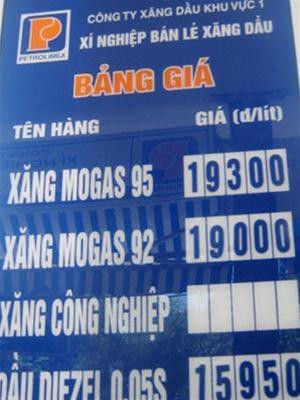 PETROLIMEX
CÔNG TY XĂNG DẦU KHU VỰC 1
XÍ NGHIỆP BÁN LẺ XĂNG DẦU
BẢNG GIÁ
TÊN HÀNG GIÁ (đ/lít)
XĂNG MOGAS 95 19300
XĂNG MOGAS 92 19000
XĂNG CÔNG NGHIỆP
DẦU DIEZEL 0.05S 15950